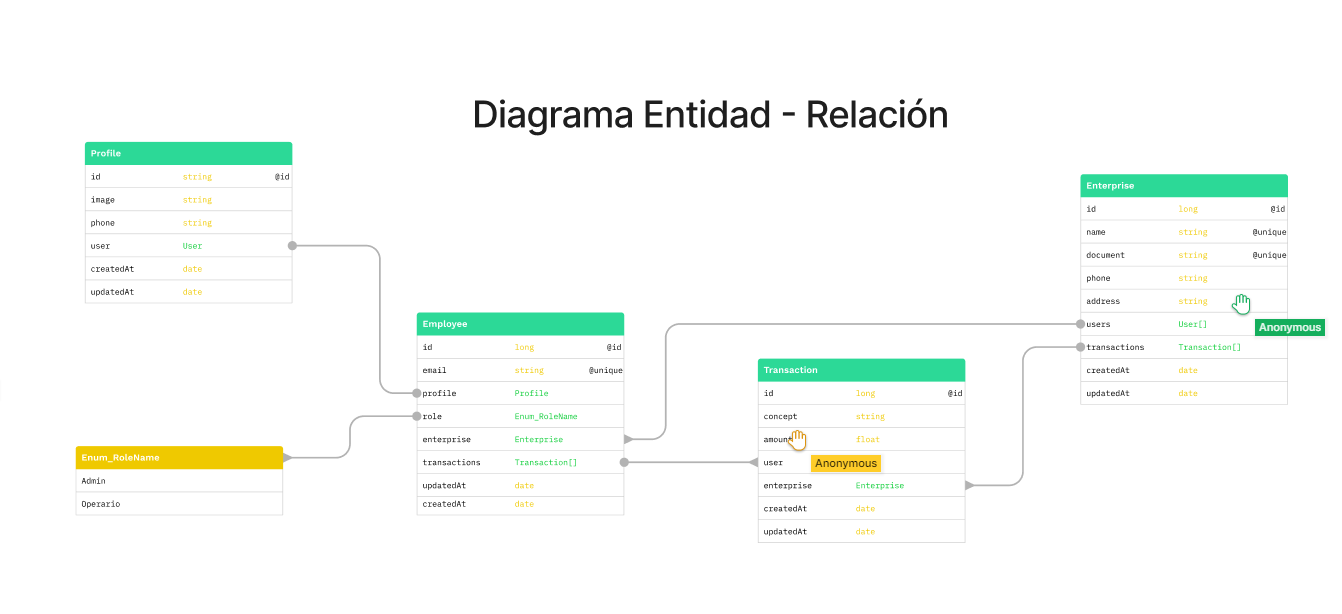 Diagrama Entidad - Relación
Profile
id string @id
image string
phone string
user User
createdAt date
updatedAt date
Enum_RoleName
Admin
Operario
Employee
id long @id
email string @unique
profile Profile
role Enum_RoleName
enterprise Enterprise
transactions Transaction[]
updatedAt date
createdAt date
Transaction
id long @id
concept string
amount float
user
Anonymous
enterprise Enterprise
createdAt date
updatedAt date
Enterprise
id long @id
name string @unique
document string @unique
phone string
address string
users User[]
Anonymous
transactions Transaction[]
createdAt date
updatedAt date